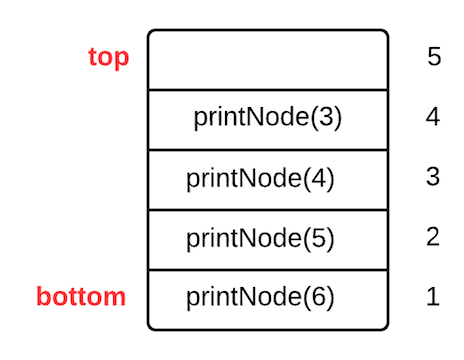 top 5
printNode(3) 4
printNode(4) 3
printNode(5) 2
bottom printNode(6) 1